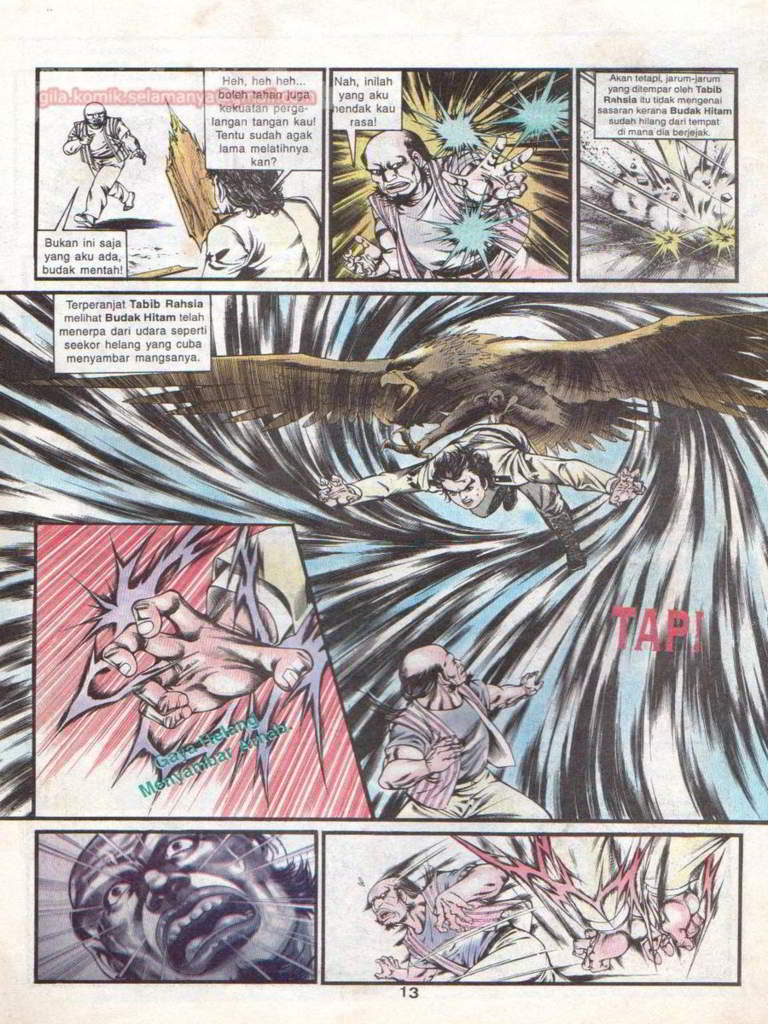 gila.komik.selamanya
Heh, heh heh...
boleh tahan juga
kekuatan perge-
langan tangan kau!
Tentu sudah agak
lama melatihnya
kan?
Bukan ini saja
yang aku ada,
budak mentah!
Nah, inilah
yang aku
hendak kau
rasa!
Akan tetapi, jarum-jarum
yang ditempar oleh Tabib
Rahsia itu tidak mengenai
sasaran kerana Budak Hitam
sudah hilang dari tempat
di mana dia berjejak.
Terperanjat Tabib Rahsia
melihat Budak Hitam telah
menerpa dari udara seperti
seekor helang yang cuba
menyambar mangsanya.
TAP!
Gaya Helang
Menyambar
13